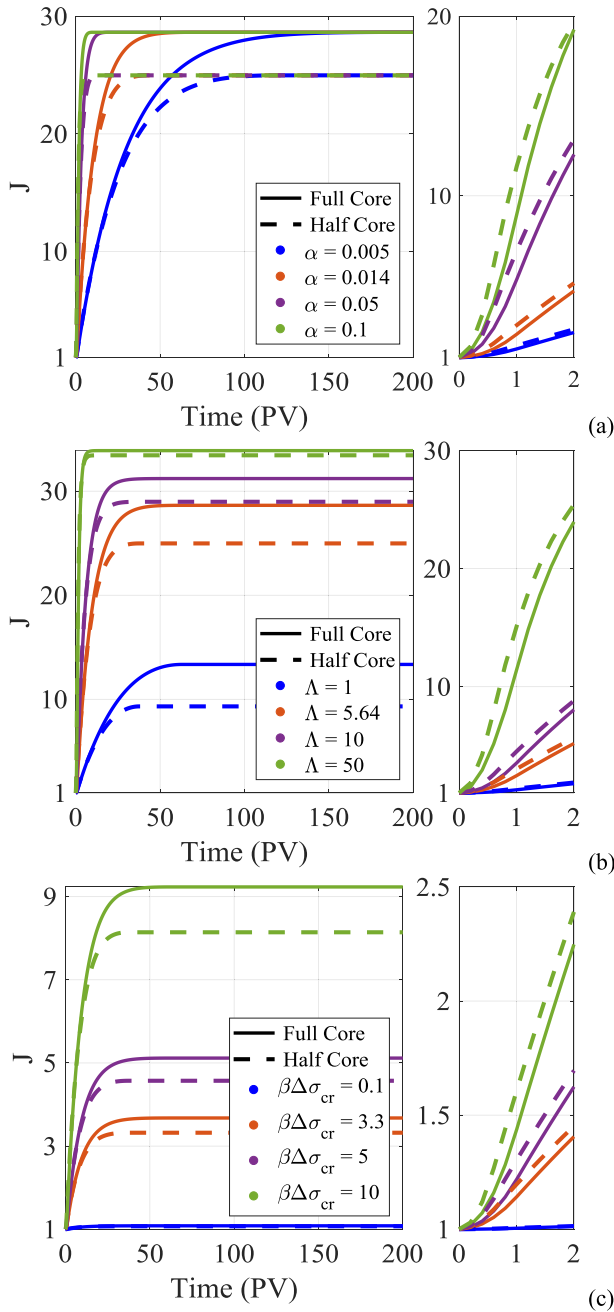 30
20
10
1
J
0 50 100 150 200
Time (PV)
Full Core
Half Core
α = 0.005
α = 0.014
α = 0.05
α = 0.1
20
10
1
0 1 2
(a)
30
20
10
1
J
0 50 100 150 200
Time (PV)
Full Core
Half Core
Λ = 1
Λ = 5.64
Λ = 10
Λ = 50
30
20
10
1
0 1 2
(b)
9
7
5
3
1
J
0 50 100 150 200
Time (PV)
Full Core
Half Core
βΔσcr = 0.1
βΔσcr = 3.3
βΔσcr = 5
βΔσcr = 10
2.5
2
1.5
1
0 1 2
(c)